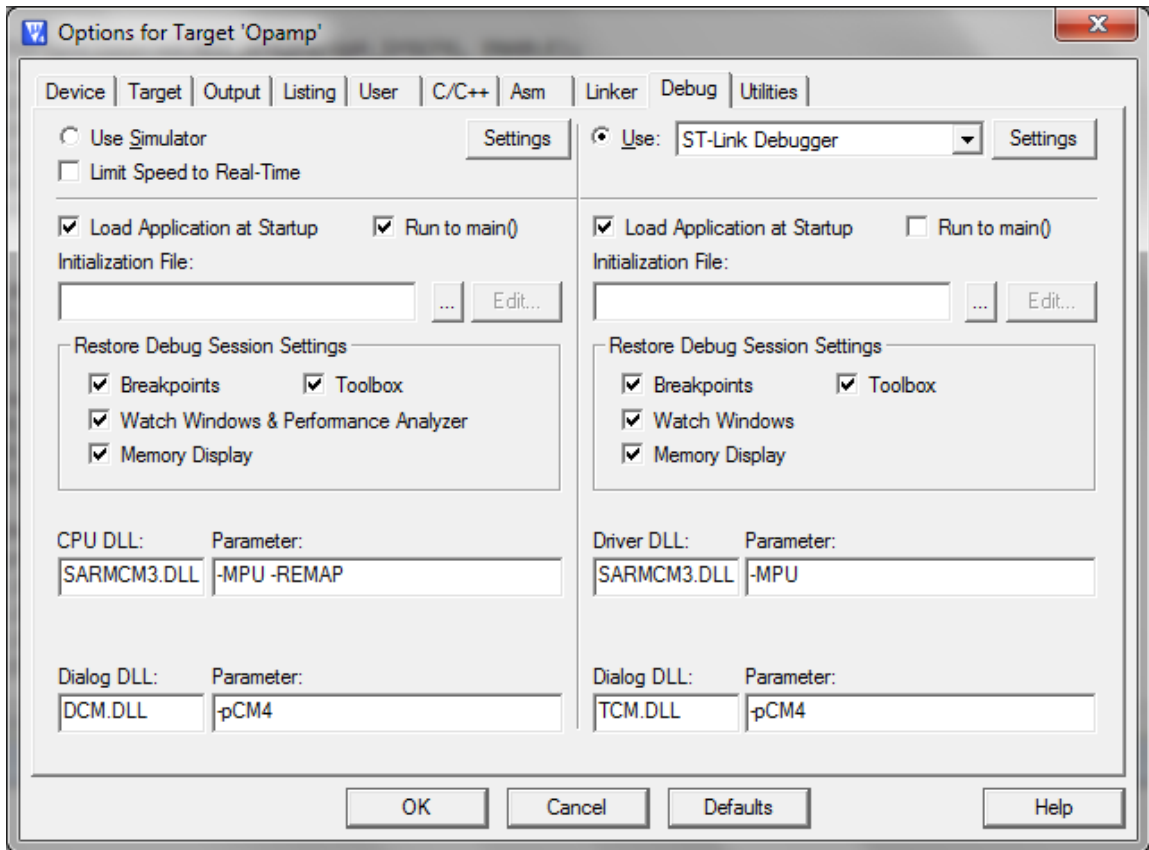 Options for Target 'Opamp'
Device Target Output Listing User C/C++ Asm Linker Debug Utilities
Use Simulator Settings
Limit Speed to Real-Time
Use: ST-Link Debugger Settings
Load Application at Startup Run to main()
Initialization File:
... Edit...
Restore Debug Session Settings
Breakpoints Toolbox
Watch Windows & Performance Analyzer
Memory Display
CPU DLL: Parameter:
SARMCM3.DLL -MPU -REMAP
Dialog DLL: Parameter:
DCM.DLL -pCM4
Load Application at Startup Run to main()
Initialization File:
... Edit...
Restore Debug Session Settings
Breakpoints Toolbox
Watch Windows
Memory Display
Driver DLL: Parameter:
SARMCM3.DLL -MPU
Dialog DLL: Parameter:
TCM.DLL -pCM4
OK Cancel Defaults Help